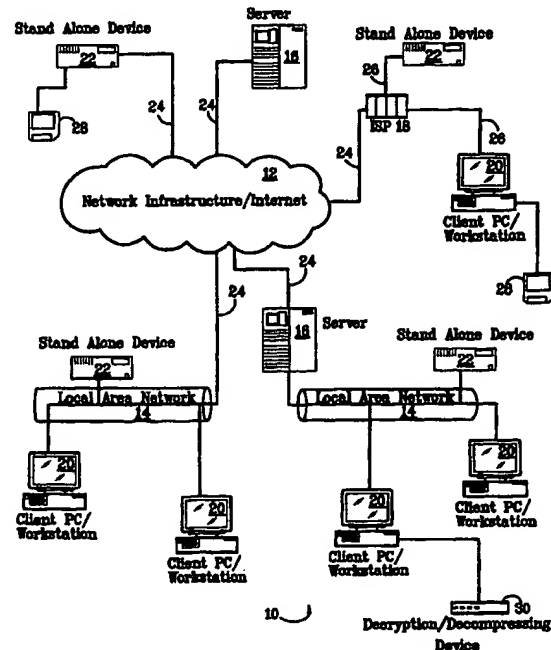 Server
Stand Alone Device
22
16
Stand Alone Device
22
28
24
24
26
ISP 18
26
24
12
Network Infrastructure/Internet
20
Client PC/
Workstation
28
24
24
16
Server
Stand Alone Device
22
Stand Alone Device
22
Local Area Network
14
Local Area Network
14
20
Client PC/
Workstation
20
Client PC/
Workstation
20
Client PC/
Workstation
20
Client PC/
Workstation
10
30
Decryption/Decompressing
Device